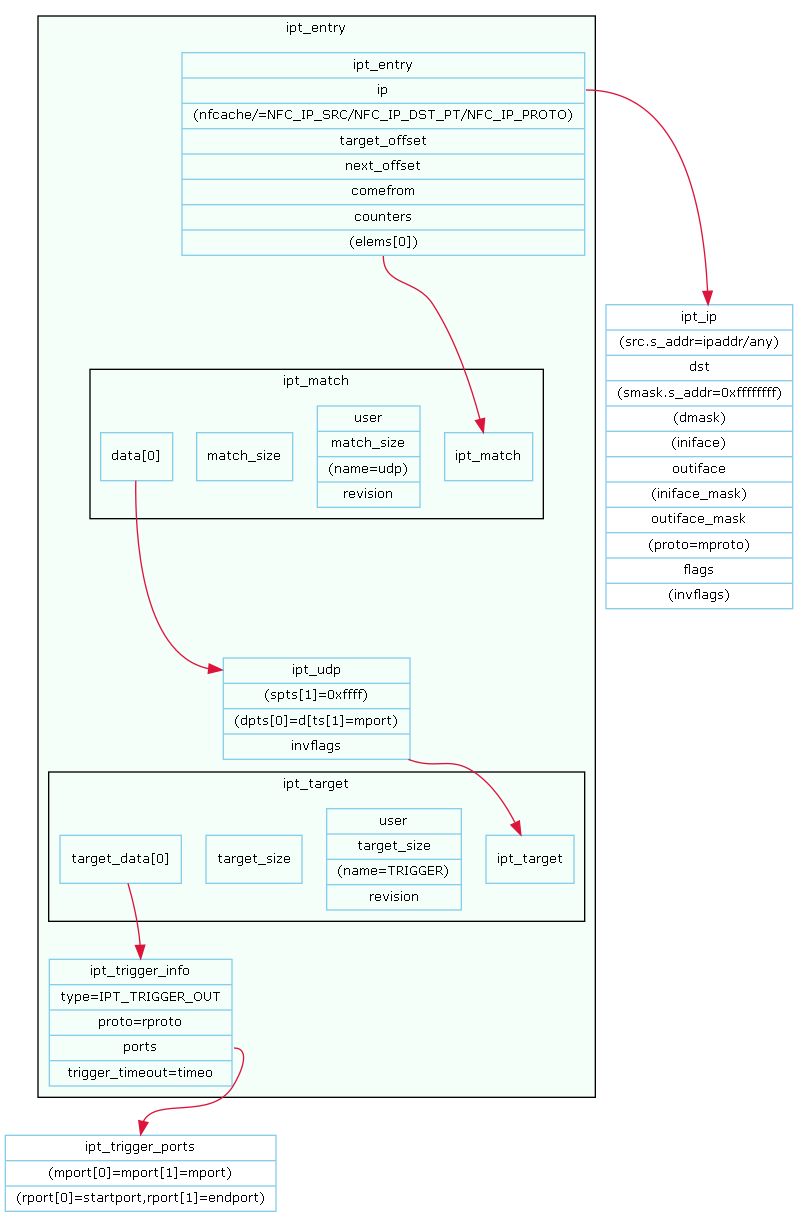 ipt_entry
ipt_entry
ip
(nfcache/=NFC_IP_SRC/NFC_IP_DST_PT/NFC_IP_PROTO)
target_offset
next_offset
comefrom
counters
(elems[0])
ipt_ip
(src.s_addr=ipaddr/any)
dst
(smask.s_addr=0xffffffff)
(dmask)
(iniface)
outiface
(iniface_mask)
outiface_mask
(proto=mproto)
flags
(invflags)
ipt_match
data[0]
match_size
user
match_size
(name=udp)
revision
ipt_match
ipt_udp
(spts[1]=0xffff)
(dpts[0]=d[ts[1]=mport)
invflags
ipt_target
target_data[0]
target_size
user
target_size
(name=TRIGGER)
revision
ipt_target
ipt_trigger_info
type=IPT_TRIGGER_OUT
proto=rproto
ports
trigger_timeout=timeo
ipt_trigger_ports
(mport[0]=mport[1]=mport)
(rport[0]=startport,rport[1]=endport)